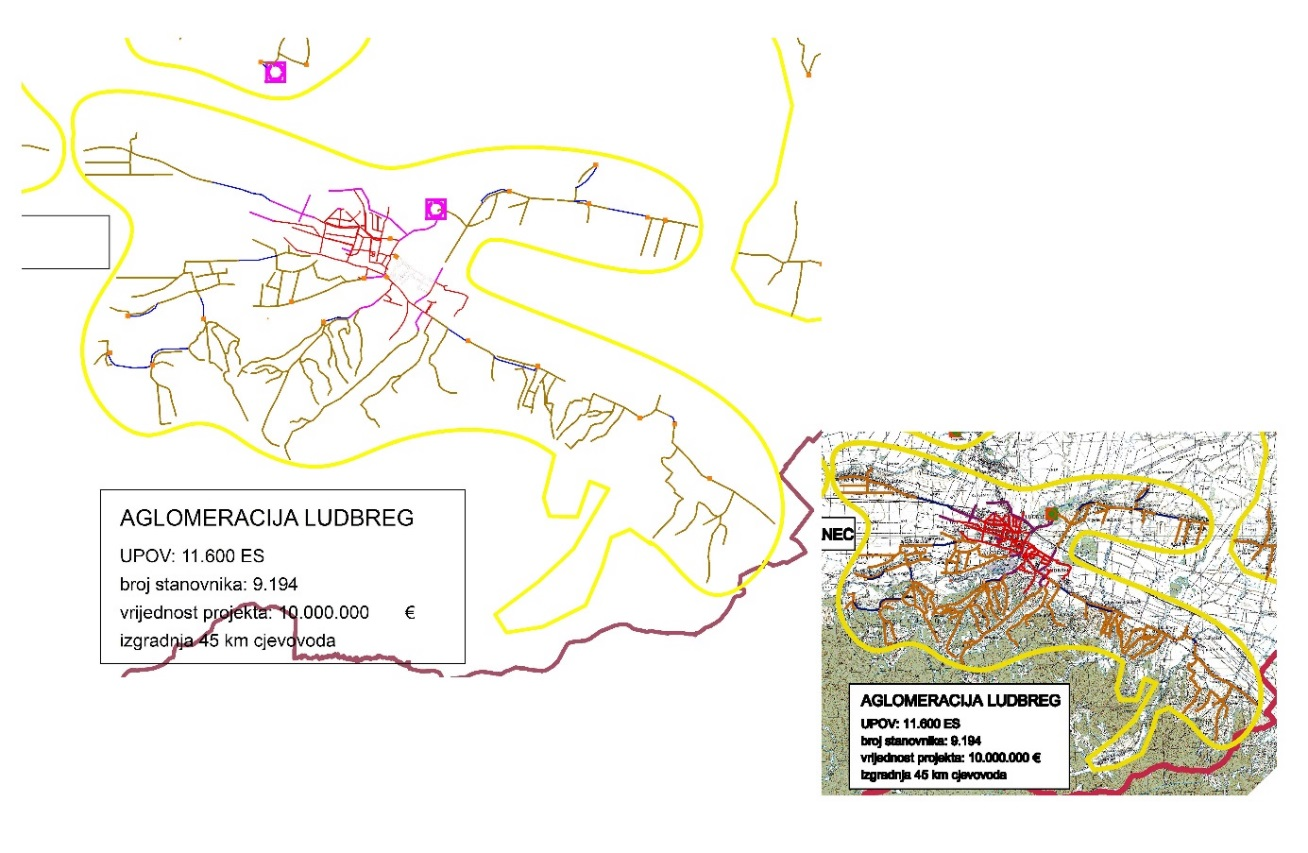 AGLOMERACIJA LUDBREG
UPOV: 11.600 ES
broj stanovnika: 9.194
vrijednost projekta: 10.000.000 €
izgradnja 45 km cjevovoda
NEC
AGLOMERACIJA LUDBREG
UPOV: 11.600 ES
broj stanovnika: 9.194
vrijednost projekta: 10.000.000 €
izgradnja 45 km cjevovoda